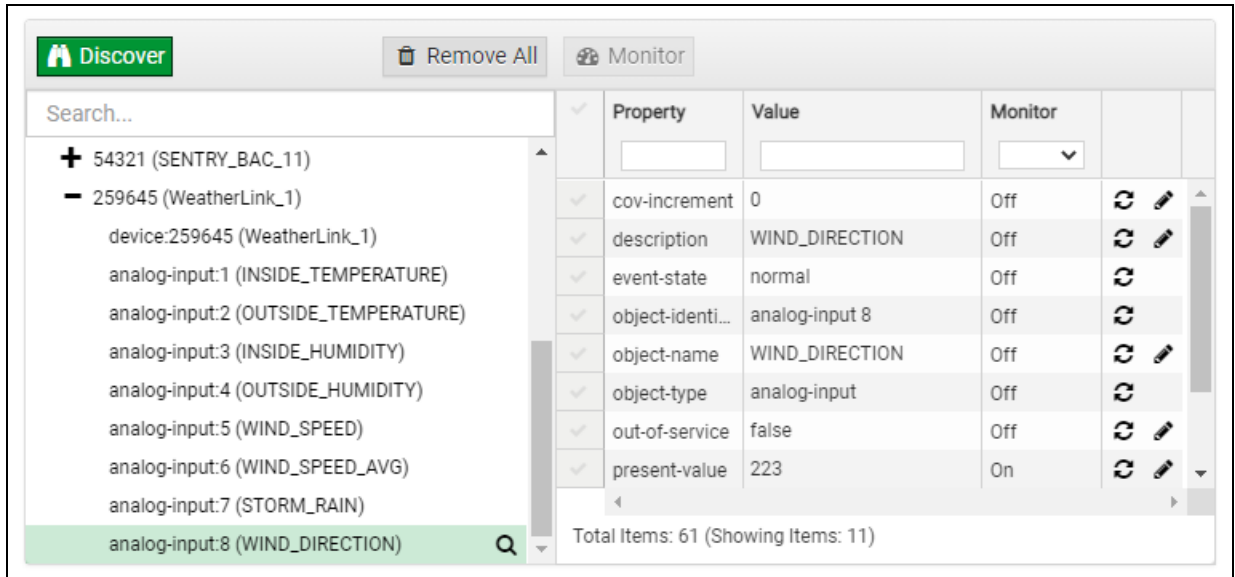 Discover
Remove All
Monitor
Search...
54321 (SENTRY_BAC_11)
259645 (WeatherLink_1)
device:259645 (WeatherLink_1)
analog-input:1 (INSIDE_TEMPERATURE)
analog-input:2 (OUTSIDE_TEMPERATURE)
analog-input:3 (INSIDE_HUMIDITY)
analog-input:4 (OUTSIDE_HUMIDITY)
analog-input:5 (WIND_SPEED)
analog-input:6 (WIND_SPEED_AVG)
analog-input:7 (STORM_RAIN)
analog-input:8 (WIND_DIRECTION)
Property Value Monitor
cov-increment 0 Off
description WIND_DIRECTION Off
event-state normal Off
object-identi... analog-input 8 Off
object-name WIND_DIRECTION Off
object-type analog-input Off
out-of-service false Off
present-value 223 On
Total Items: 61 (Showing Items: 11)